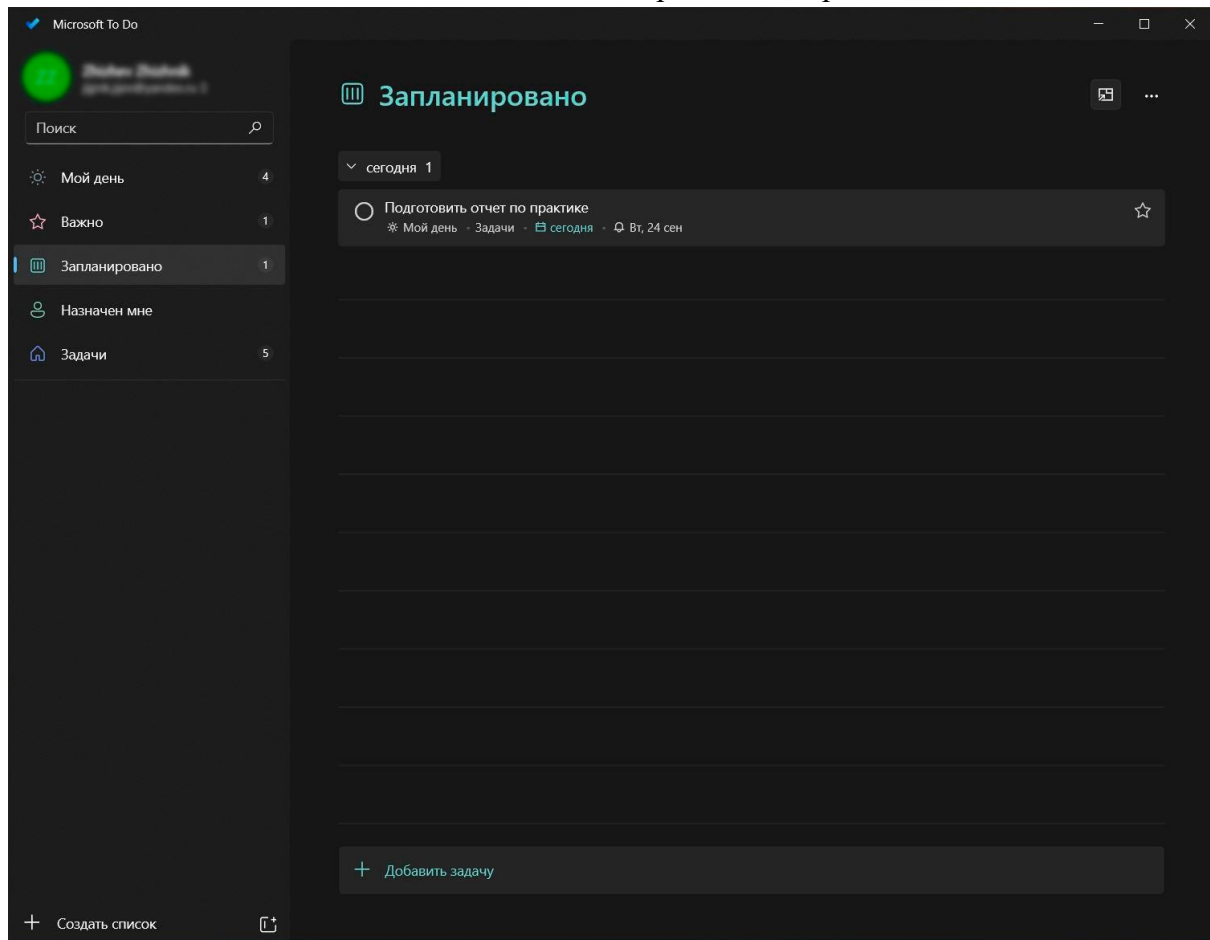 Microsoft To Do
Поиск
Мой день 4
Важно 1
Запланировано 1
Назначен мне
Задачи 5
Создать список
Запланировано
сегодня 1
Подготовить отчет по практике
Мой день - Задачи - сегодня - Вт, 24 сен
Добавить задачу